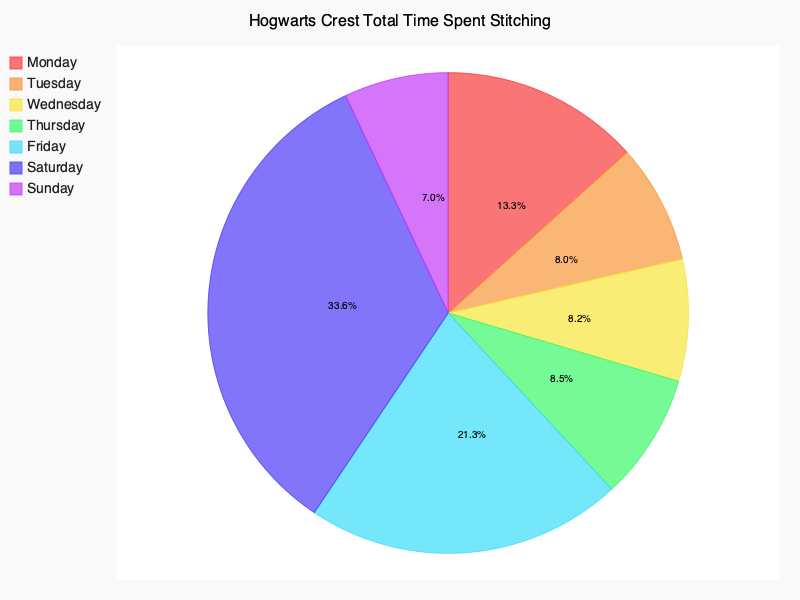 Hogwarts Crest Total Time Spent Stitching
Monday
Tuesday
Wednesday
Thursday
Friday
Saturday
Sunday
7.0%
13.3%
8.0%
33.6%
8.2%
8.5%
21.3%